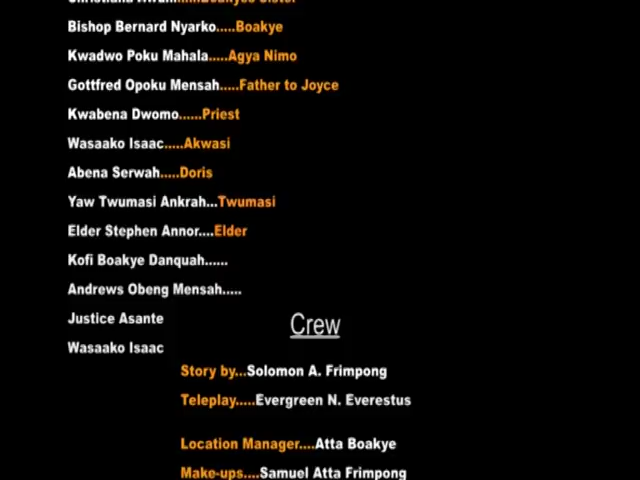 Bishop Bernard Nyarko.....Boakye
Kwadwo Poku Mahala.....Agya Nimo
Gottfred Opoku Mensah.....Father to Joyce
Kwabena Dwomo......Priest
Wasaako Isaac.....Akwasi
Abena Serwah.....Doris
Yaw Twumasi Ankrah...Twumasi
Elder Stephen Annor....Elder
Kofi Boakye Danquah......
Andrews Obeng Mensah.....
Justice Asante
Wasaako Isaac
Crew
Story by...Solomon A. Frimpong
Teleplay.....Evergreen N. Everestus
Location Manager....Atta Boakye
Make-ups....Samuel Atta Frimpong